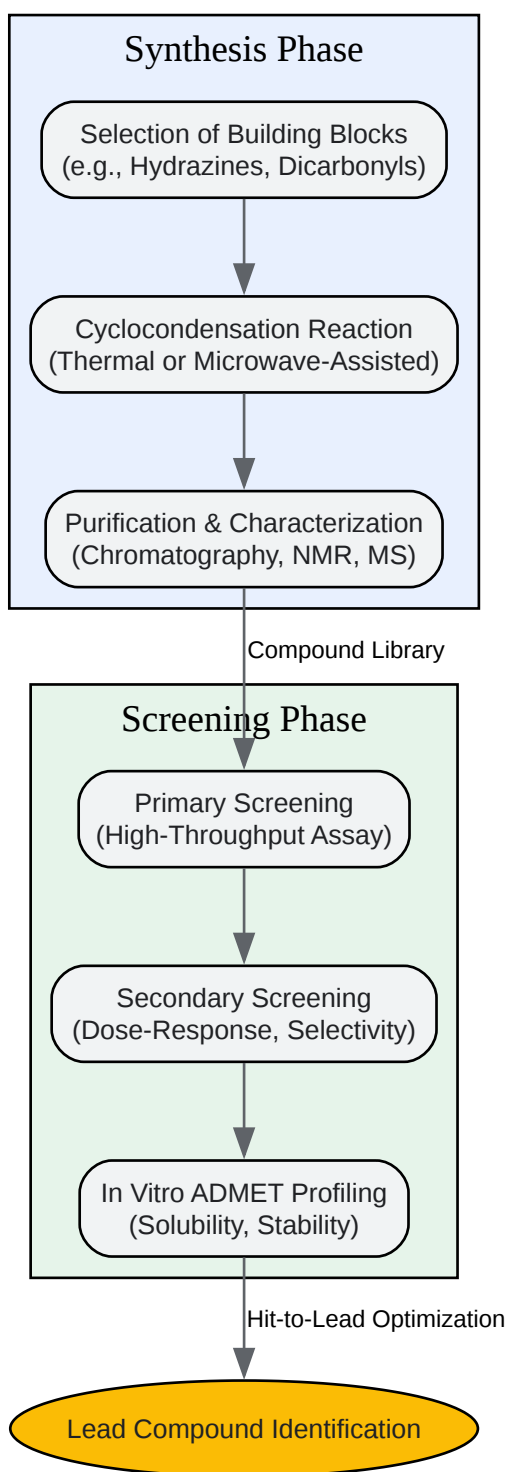 Synthesis Phase
Selection of Building Blocks
(e.g., Hydrazines, Dicarbonyls)
Cyclocondensation Reaction
(Thermal or Microwave-Assisted)
Purification & Characterization
(Chromatography, NMR, MS)
Compound Library
Screening Phase
Primary Screening
(High-Throughput Assay)
Secondary Screening
(Dose-Response, Selectivity)
In Vitro ADMET Profiling
(Solubility, Stability)
Hit-to-Lead Optimization
Lead Compound Identification